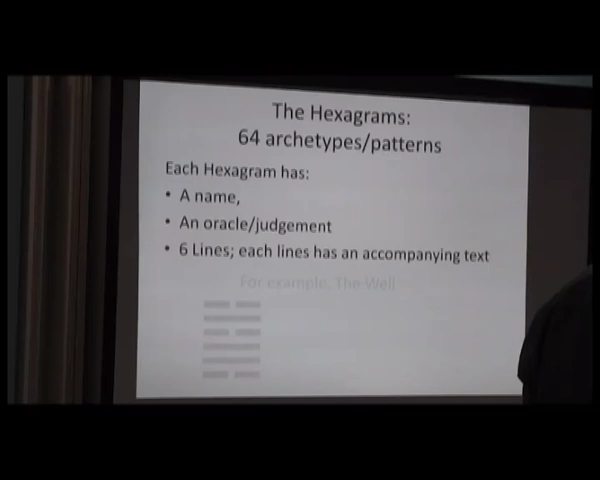 The Hexagrams:
64 archetypes/patterns
Each Hexagram has:
• A name,
• An oracle/judgement
• 6 Lines; each lines has an accompanying text
For example, The Well